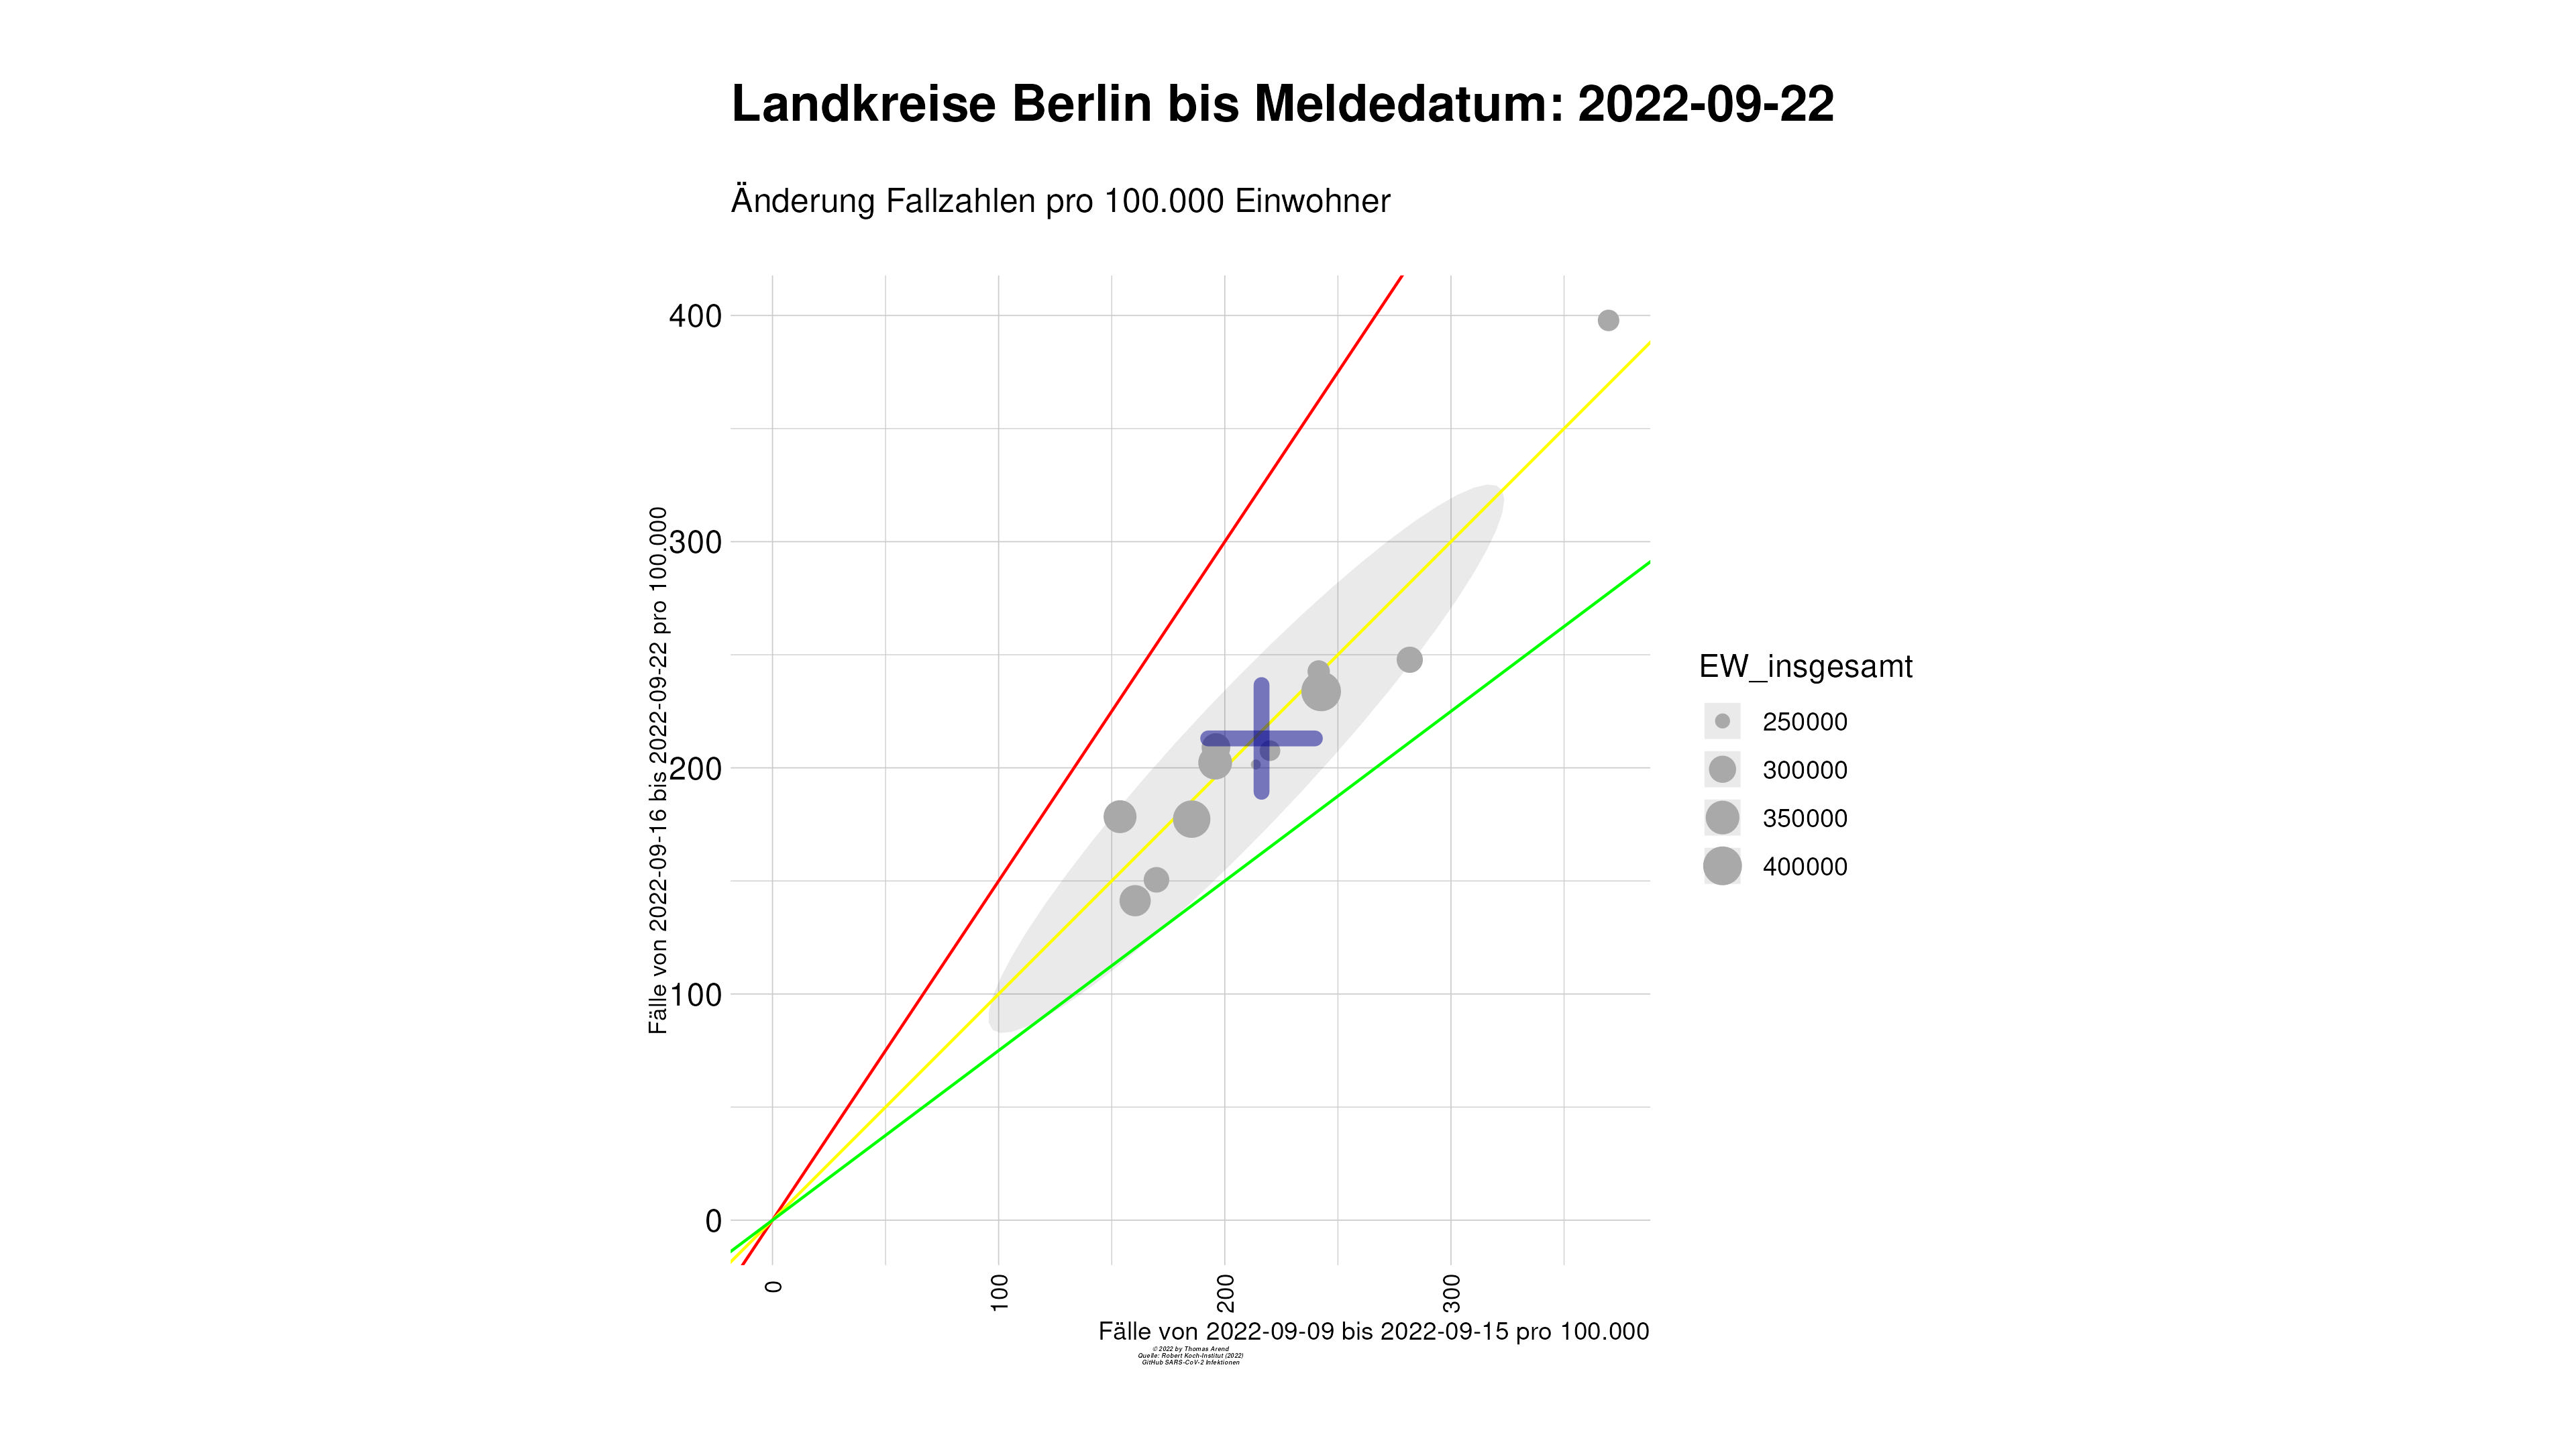 Landkreise Berlin bis Meldedatum: 2022-09-22
Änderung Fallzahlen pro 100.000 Einwohner
Fälle von 2022-09-16 bis 2022-09-22 pro 100.000
400
300
200
100
0
0
100
200
300
Fälle von 2022-09-09 bis 2022-09-15 pro 100.000
EW_insgesamt
250000
300000
350000
400000
© 2022 by Thomas Arend
Quelle: Robert Koch-Institut (2022)
GitHub SARS-CoV-2 Infektionen